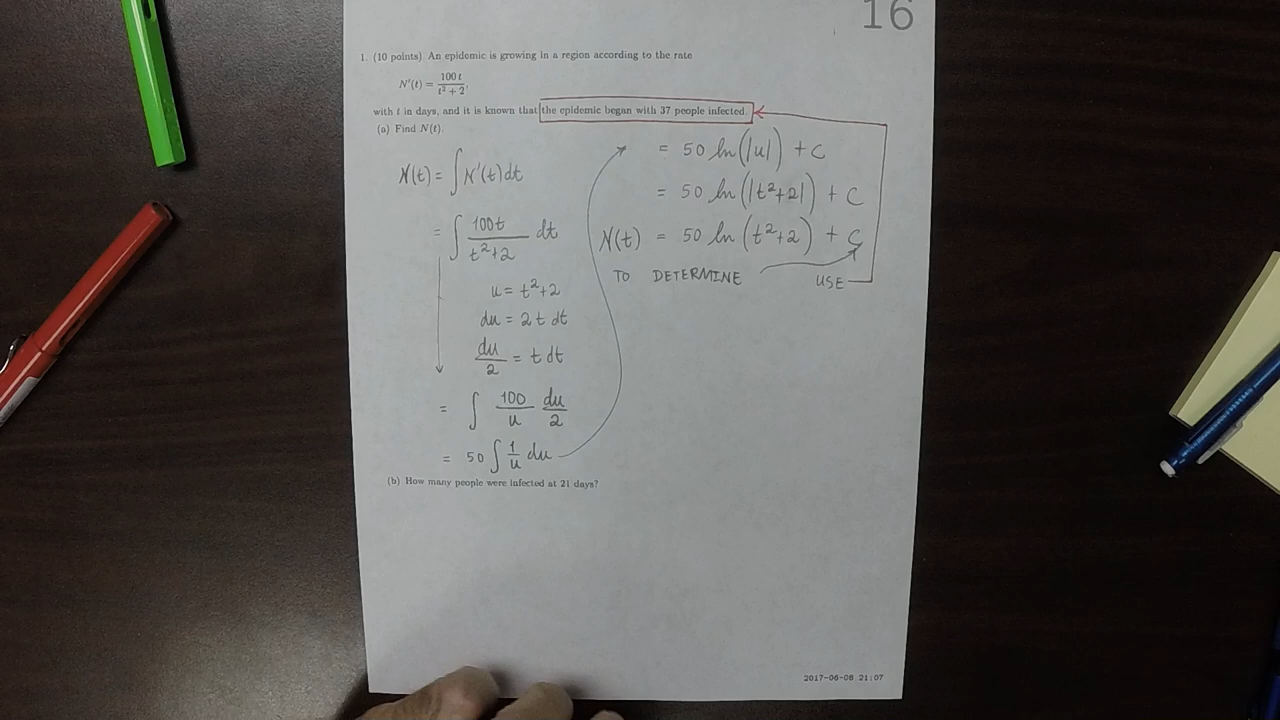 16
1. (10 points) An epidemic is growing in a region according to the rate
N'(t) = 100 t / t² + 2,
with t in days, and it is known that the epidemic began with 37 people infected.
(a) Find N(t).
N(t) = ∫ N'(t) dt
= ∫ 100t / t²+2 dt
u = t²+2
du = 2t dt
du/2 = t dt
= ∫ 100/u du/2
= 50 ∫ 1/u du
= 50 ln(|u|) + C
= 50 ln(|t²+2|) + C
N(t) = 50 ln(t²+2) + C
TO DETERMINE
USE
(b) How many people were infected at 21 days?
2017-06-08 21:07